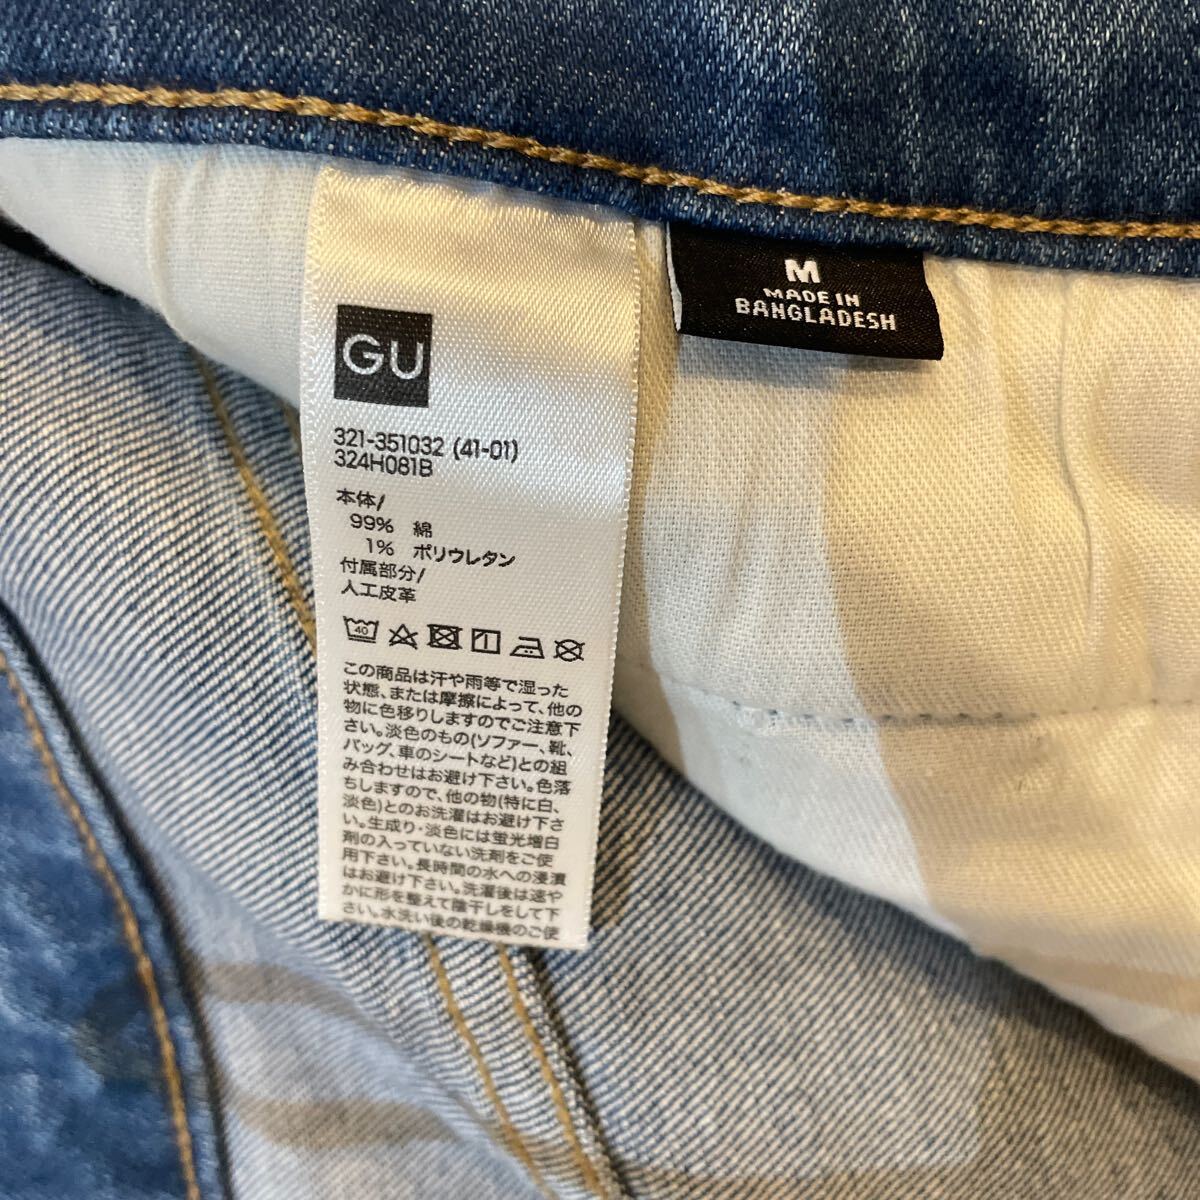 GU
321-351032 (41-01)
324H081B
本体/
99% 綿
1% ポリウレタン
付属部分/
人工皮革
40
この商品は汗や雨等で湿った
状態、または摩擦によって、他の
物に色移りしますのでご注意下
さい。淡色のもの(ソファー、靴、
バッグ、車のシートなど)との組
み合わせはお避け下さい。色落
ちしますので、他の物(特に白、
淡色)とのお洗濯はお避け下さ
い。生成り・淡色には蛍光増白
剤の入っていない洗剤をご使
用下さい。長時間の水への浸漬
はお避け下さい。洗濯後は速や
かに形を整えて陰干しをして下
さい。水洗い後の乾燥機のご使
M
MADE IN
BANGLADESH